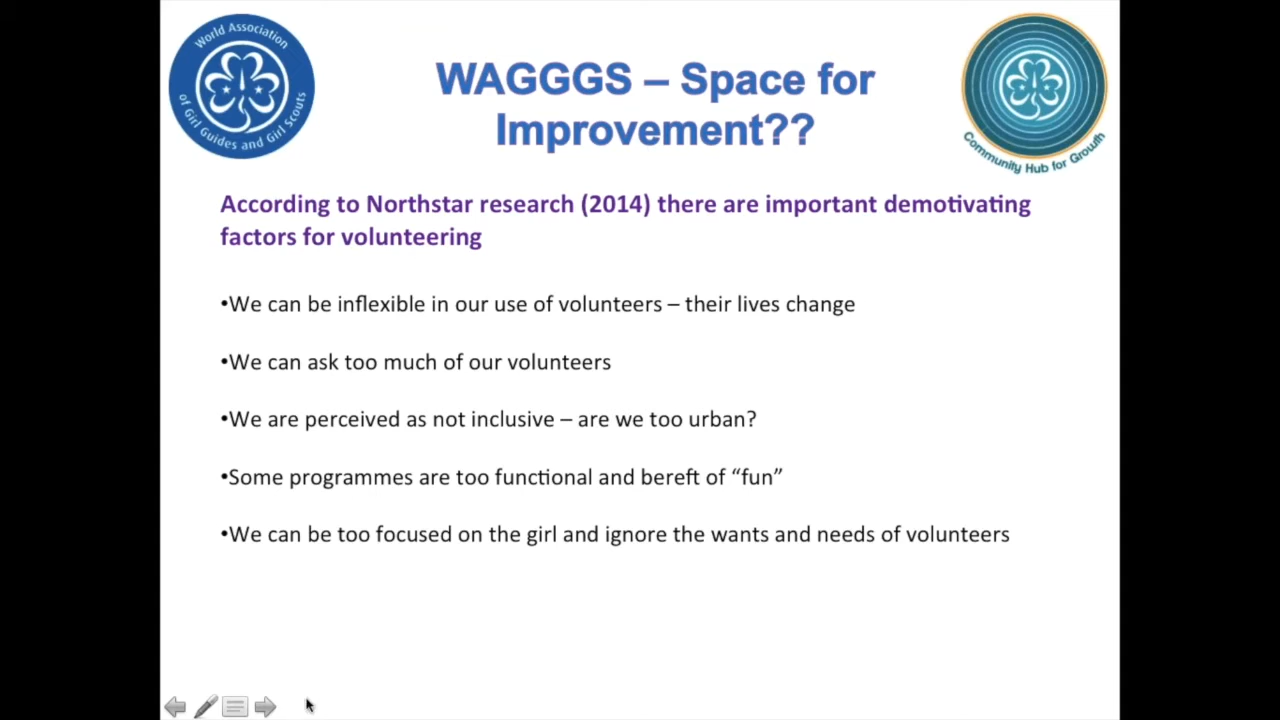 World Association
of Girl Guides and Girl Scouts
WAGGGS – Space for
Improvement??
Community Hub for Growth
According to Northstar research (2014) there are important demotivating
factors for volunteering
•We can be inflexible in our use of volunteers – their lives change
•We can ask too much of our volunteers
•We are perceived as not inclusive – are we too urban?
•Some programmes are too functional and bereft of “fun”
•We can be too focused on the girl and ignore the wants and needs of volunteers